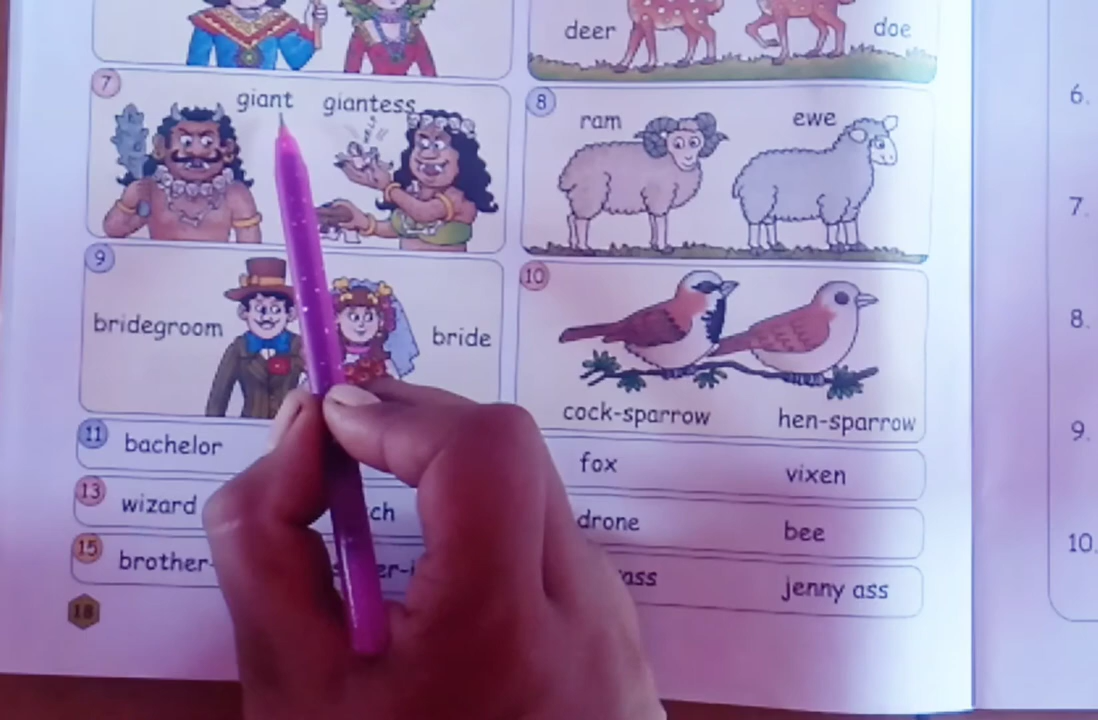 deer doe
7
giant giantess
8
ram ewe
9
bridegroom bride
10
cock-sparrow hen-sparrow
11 bachelor
fox vixen
13 wizard
drone bee
15 brother-
jenny ass
18
6.
7.
8.
9.
10.